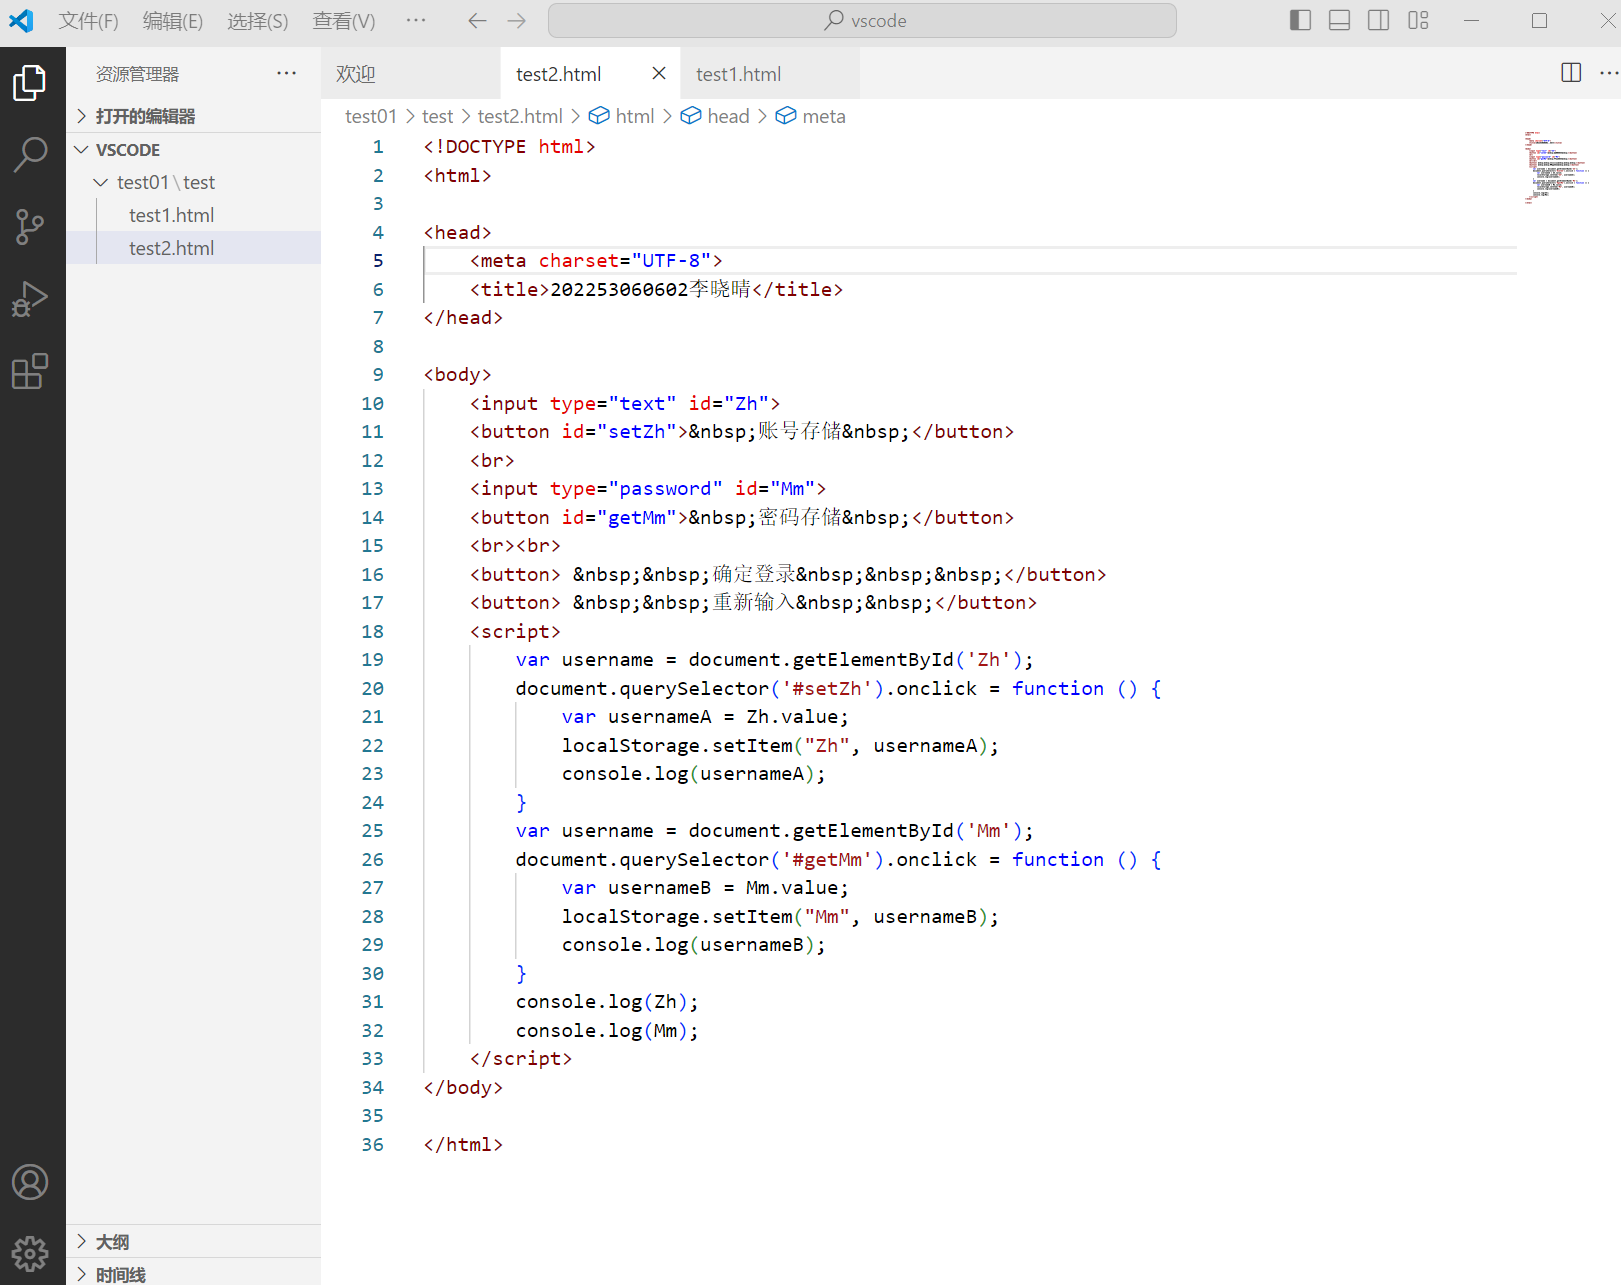 文件(F) 编辑(E) 选择(S) 查看(V) ··· vscode
资源管理器 ···
打开的编辑器
VSCODE
test01\test
test1.html
test2.html
大纲
时间线
欢迎 test2.html test1.html ···
test01 > test > test2.html > html > head > meta
1 <!DOCTYPE html>
2 <html>
3
4 <head>
5     <meta charset="UTF-8">
6     <title>202253060602李晓晴</title>
7 </head>
8
9 <body>
10     <input type="text" id="Zh">
11     <button id="setZh">&nbsp;账号存储&nbsp;</button>
12     <br>
13     <input type="password" id="Mm">
14     <button id="getMm">&nbsp;密码存储&nbsp;</button>
15     <br><br>
16     <button> &nbsp;&nbsp;确定登录&nbsp;&nbsp;&nbsp;</button>
17     <button> &nbsp;&nbsp;重新输入&nbsp;&nbsp;</button>
18     <script>
19         var username = document.getElementById('Zh');
20         document.querySelector('#setZh').onclick = function () {
21             var usernameA = Zh.value;
22             localStorage.setItem("Zh", usernameA);
23             console.log(usernameA);
24         }
25         var username = document.getElementById('Mm');
26         document.querySelector('#getMm').onclick = function () {
27             var usernameB = Mm.value;
28             localStorage.setItem("Mm", usernameB);
29             console.log(usernameB);
30         }
31         console.log(Zh);
32         console.log(Mm);
33     </script>
34 </body>
35
36 </html>